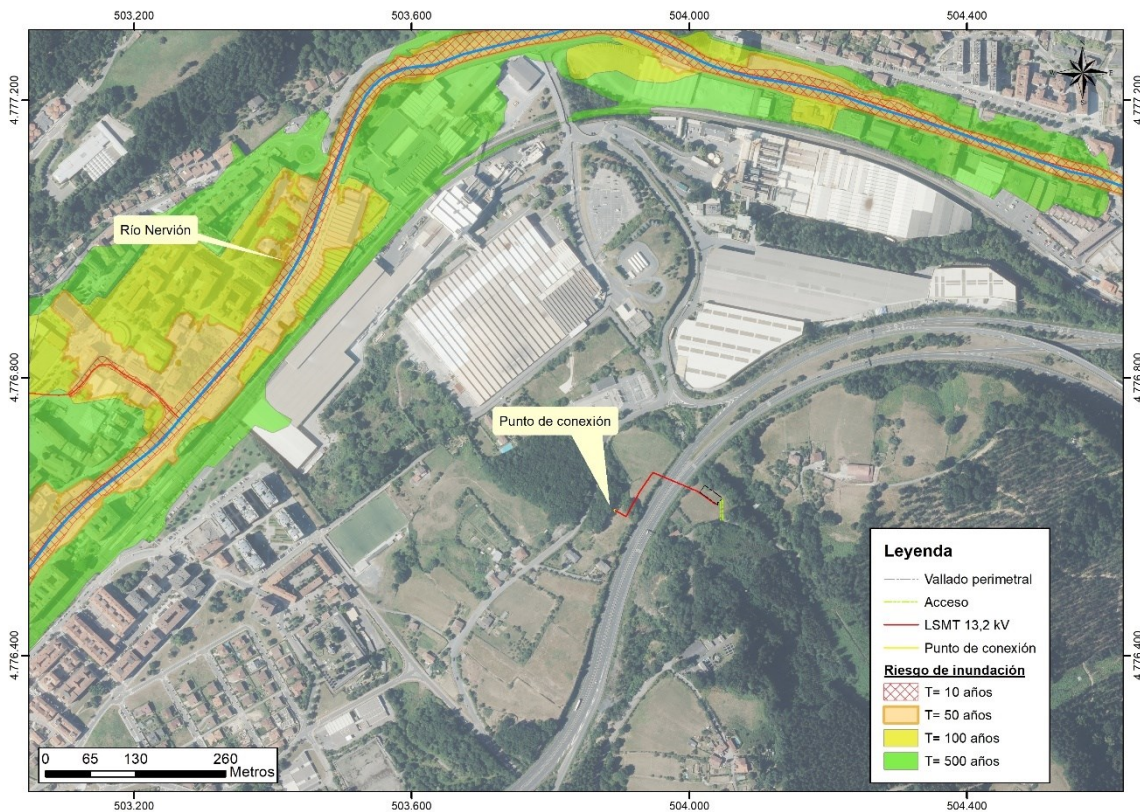 503.200
503.600
504.000
504.400
4.777.200
4.777.200
Río Nervión
4.776.800
4.776.800
Punto de conexión
Leyenda
Vallado perimetral
Acceso
LSMT 13,2 kV
Punto de conexión
Riesgo de inundación
T= 10 años
T= 50 años
T= 100 años
T= 500 años
4.776.400
4.776.400
0 65 130 260
Metros
503.200
503.600
504.000
504.400